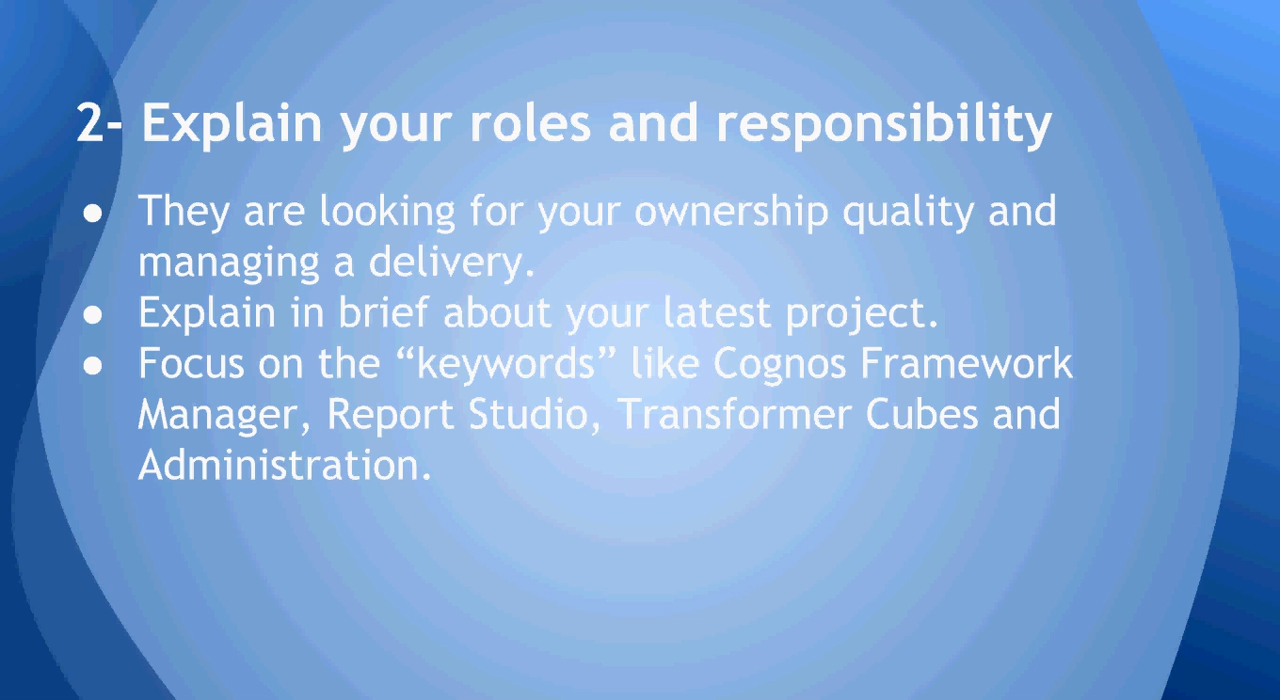 2- Explain your roles and responsibility
● They are looking for your ownership quality and
managing a delivery.
● Explain in brief about your latest project.
● Focus on the “keywords” like Cognos Framework
Manager, Report Studio, Transformer Cubes and
Administration.